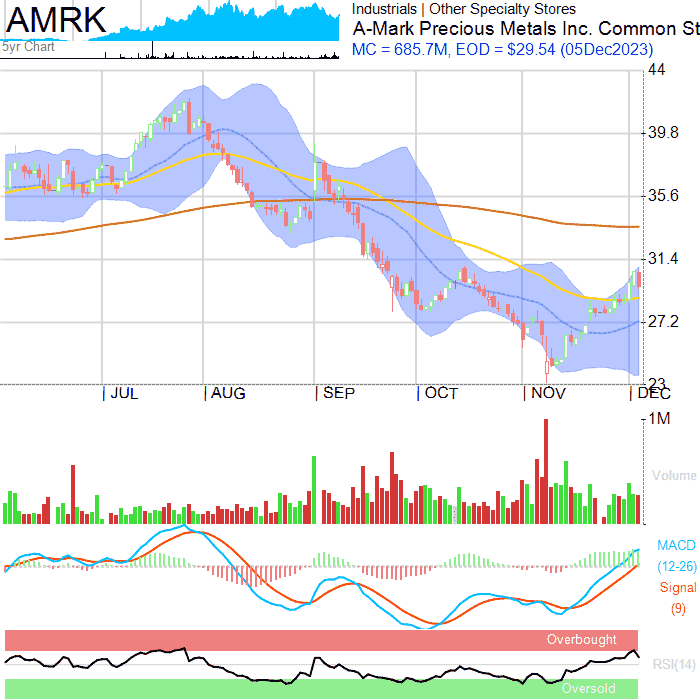 AMRK
5yr Chart
Industrials | Other Specialty Stores
A-Mark Precious Metals Inc. Common St
MC = 685.7M, EOD = $29.54 (05Dec2023)
44
39.8
35.6
31.4
27.2
23
JUL AUG SEP OCT NOV DEC
1M
Volume
MACD
(12-26)
Signal
(9)
Overbought
RSI(14)
Oversold